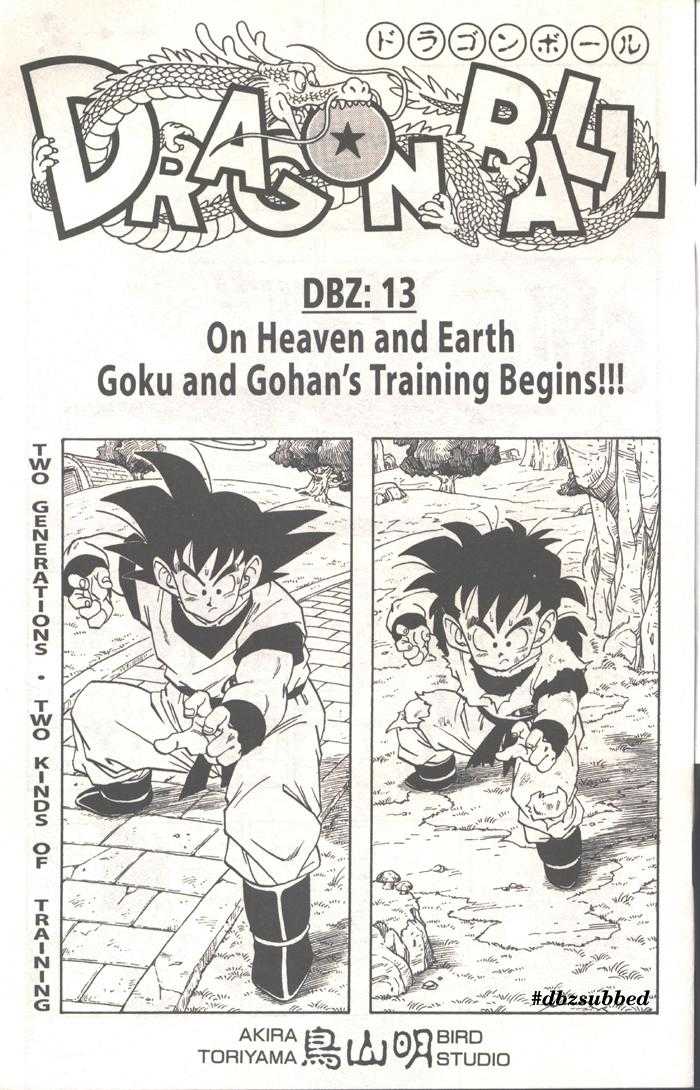 ドラゴンボール
DRAGON BALL
DBZ: 13
On Heaven and Earth
Goku and Gohan's Training Begins!!!
TWO GENERATIONS • TWO KINDS OF TRAINING
#dbzsubbed
AKIRA TORIYAMA
鳥山明
BIRD STUDIO